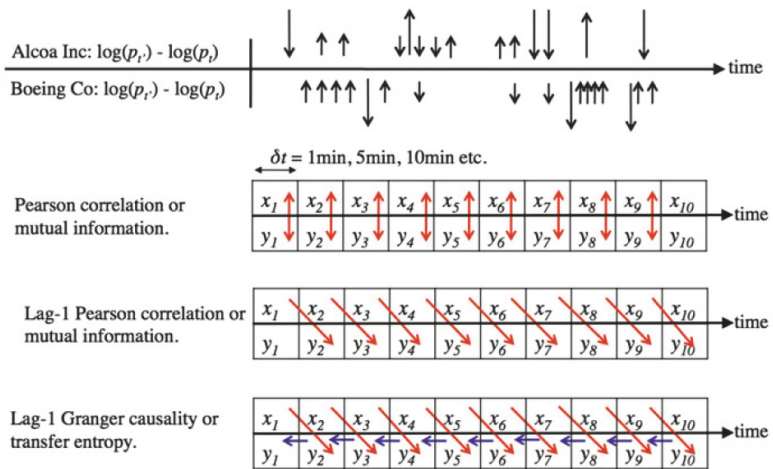 Alcoa Inc: log(pₜ') - log(pₜ)
time
Boeing Co: log(pₜ') - log(pₜ)
δt = 1min, 5min, 10min etc.
x₁ x₂ x₃ x₄ x₅ x₆ x₇ x₈ x₉ x₁₀
Pearson correlation or
mutual information.
time
y₁ y₂ y₃ y₄ y₅ y₆ y₇ y₈ y₉ y₁₀
x₁ x₂ x₃ x₄ x₅ x₆ x₇ x₈ x₉ x₁₀
Lag-1 Pearson correlation or
mutual information.
time
y₁ y₂ y₃ y₄ y₅ y₆ y₇ y₈ y₉ y₁₀
x₁ x₂ x₃ x₄ x₅ x₆ x₇ x₈ x₉ x₁₀
Lag-1 Granger causality or
transfer entropy.
time
y₁ y₂ y₃ y₄ y₅ y₆ y₇ y₈ y₉ y₁₀